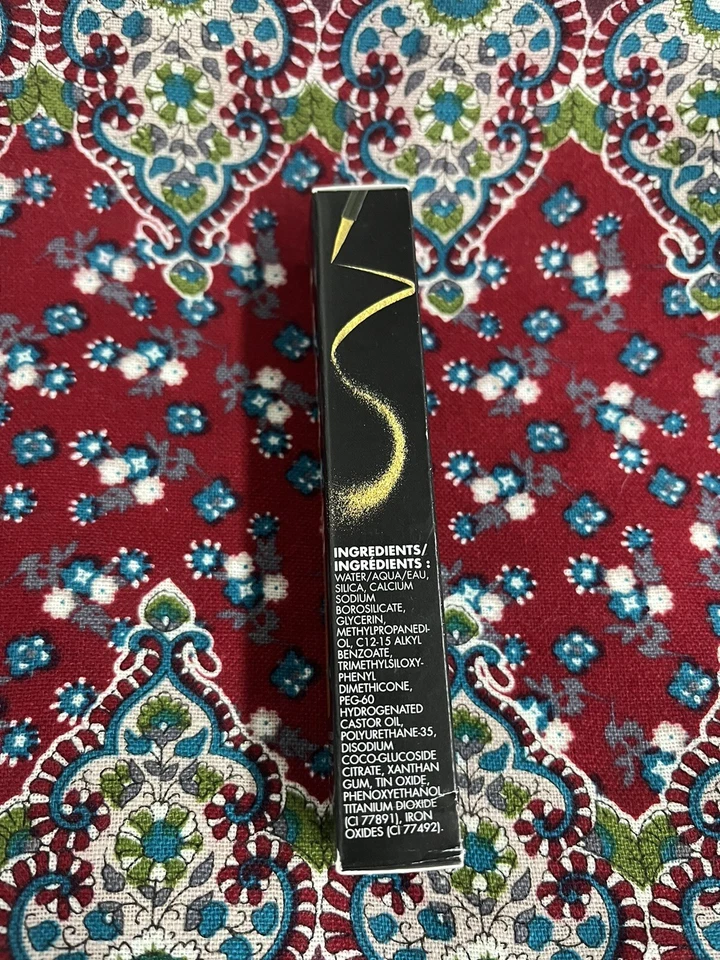 INGREDIENTS/
INGRÉDIENTS :
WATER/AQUA/EAU,
SILICA, CALCIUM
SODIUM
BOROSILICATE,
GLYCERIN,
METHYLPROPANEDI-
OL, C12-15 ALKYL
BENZOATE,
TRIMETHYLSILOXY-
PHENYL
DIMETHICONE,
PEG-60
HYDROGENATED
CASTOR OIL,
POLYURETHANE-35,
DISODIUM
COCO-GLUCOSIDE
CITRATE, XANTHAN
GUM, TIN OXIDE,
PHENOXYETHANOL,
TITANIUM DIOXIDE
(CI 77891), IRON
OXIDES (CI 77492).